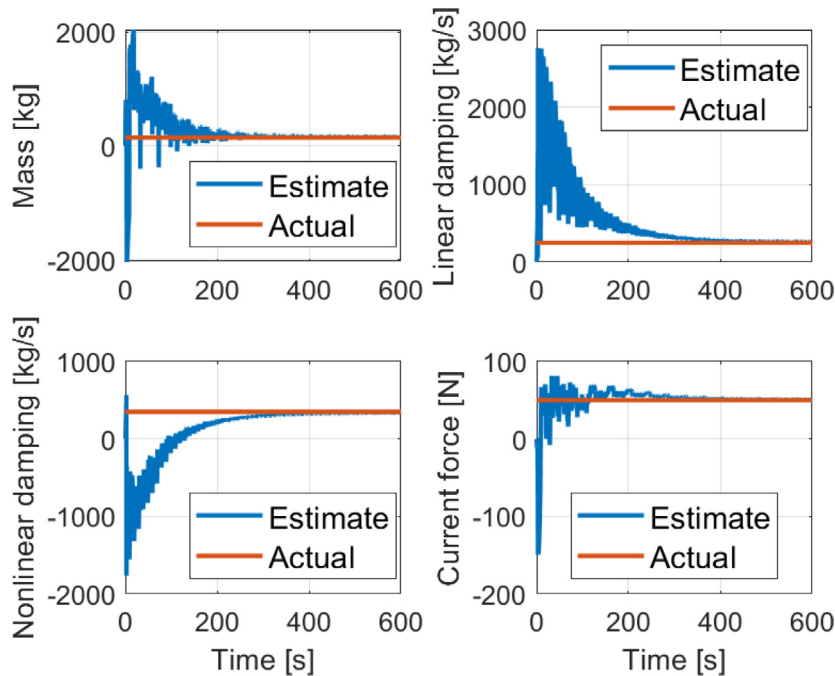 Mass [kg]
2000
0
-2000
Estimate
Actual
0 200 400 600
Linear damping [kg/s]
3000
2000
1000
0
Estimate
Actual
0 200 400 600
Nonlinear damping [kg/s]
1000
0
-1000
-2000
Estimate
Actual
0 200 400 600
Time [s]
Current force [N]
100
0
-100
-200
Estimate
Actual
0 200 400 600
Time [s]